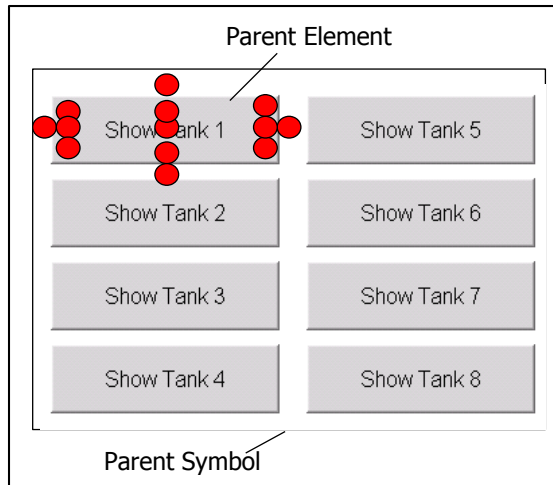 Parent Element
Show Tank 1
Show Tank 5
Show Tank 2
Show Tank 6
Show Tank 3
Show Tank 7
Show Tank 4
Show Tank 8
Parent Symbol